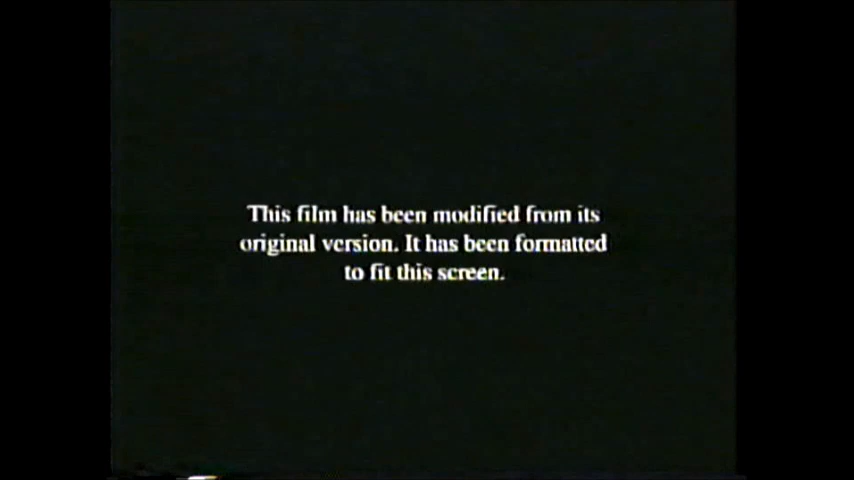 This film has been modified from its
original version. It has been formatted
to fit this screen.